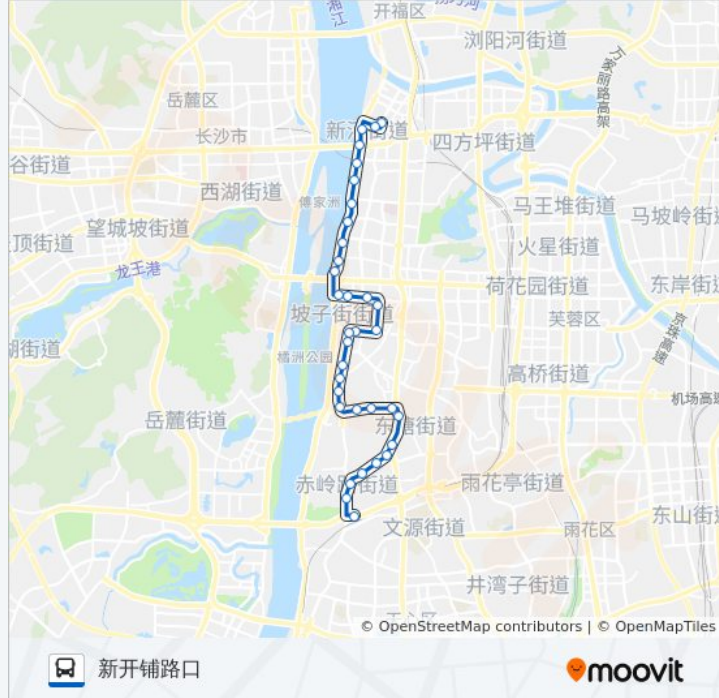 湘江
开福区
浏阳河
浏阳河街道
万家丽路高架
岳麓区
长沙市
新河街道
四方坪街道
谷街道
西湖街道
傅家洲
马王堆街道
马坡岭街道
望城坡街道
顶街道
火星街道
龙王港
荷花园街道
东岸街道
坡子街街道
芙蓉区
京珠高速
湖街道
橘洲公园
高桥街道
机场高速
岳麓街道
东塘街道
赤岭路街道
雨花亭街道
文源街道
雨花区
东山街道
井湾子街道
天心区
© OpenStreetMap contributors | © OpenMapTiles
新开铺路口
moovit